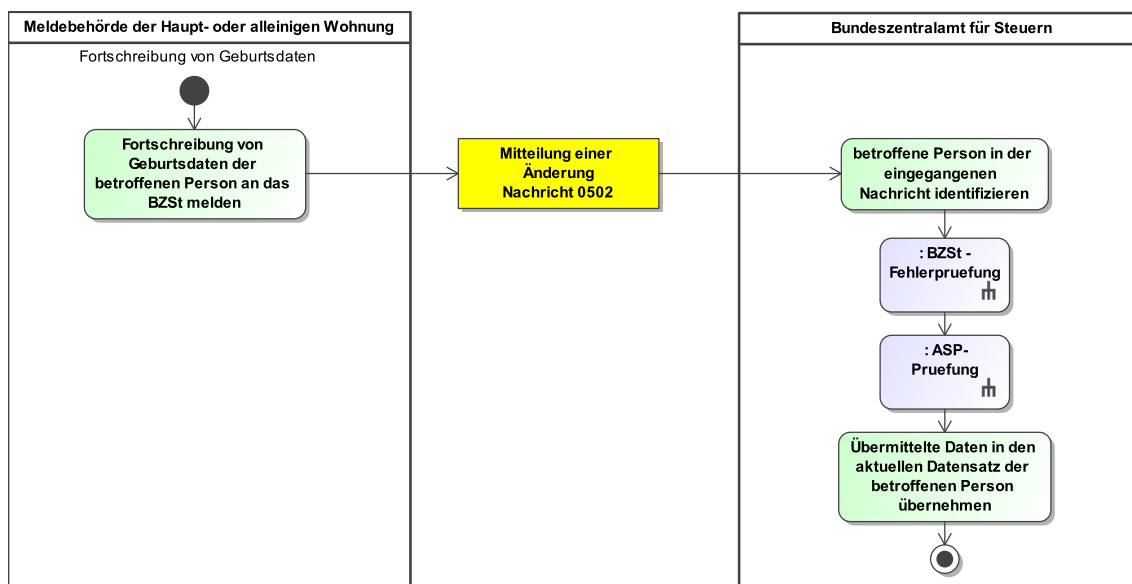 Meldebehörde der Haupt- oder alleinigen Wohnung
Fortschreibung von Geburtsdaten
Fortschreibung von
Geburtsdaten der
betroffenen Person an das
BZSt melden
Mitteilung einer
Änderung
Nachricht 0502
Bundeszentralamt für Steuern
betroffene Person in der
eingegangenen
Nachricht identifizieren
: BZSt -
Fehlerpruefung
: ASP-
Pruefung
Übermittelte Daten in den
aktuellen Datensatz der
betroffenen Person
übernehmen